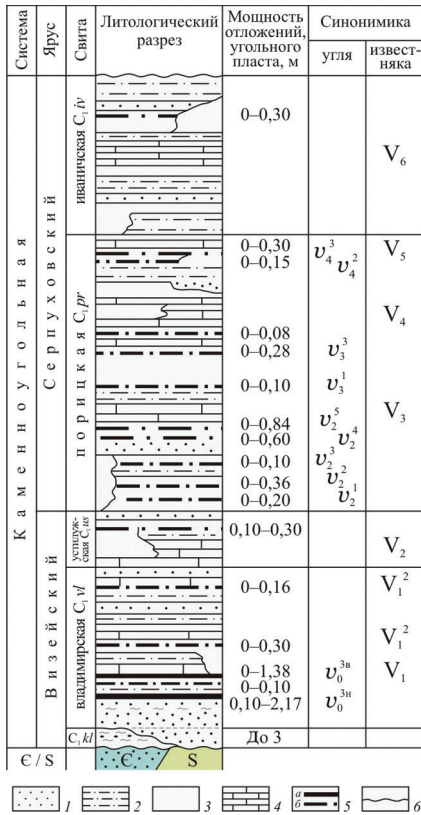 Система
Ярус
Свита
Литологический
разрез
Мощность
отложений,
угольного
пласта, м
Синонимика
угля
извест-
няка
Каменноугольная
Серпуховский
Визейский
иваничская C₁iv
0–0,30
V₆
порицкая C₁pr
0–0,30 υ₄³ V₅
0–0,15 υ₄²
V₄
0–0,08
0–0,28 υ₃³
0–0,10 υ₃¹
V₃
0–0,84 υ₂⁵
0–0,60 υ₂⁴
0–0,10 υ₂³
0–0,36 υ₂²
0–0,20 υ₂¹
устилуж-
ская C₁us
0,10–0,30
V₂
владимирская C₁vl
0–0,16 V₁²
0–0,30 V₁²
0–1,38 υ₀³ᵛ V₁
0–0,10
0,10–2,17 υ₀³ᴴ
C₁kl До 3
Є / S Є S
1 2 3 4 а б 5 6